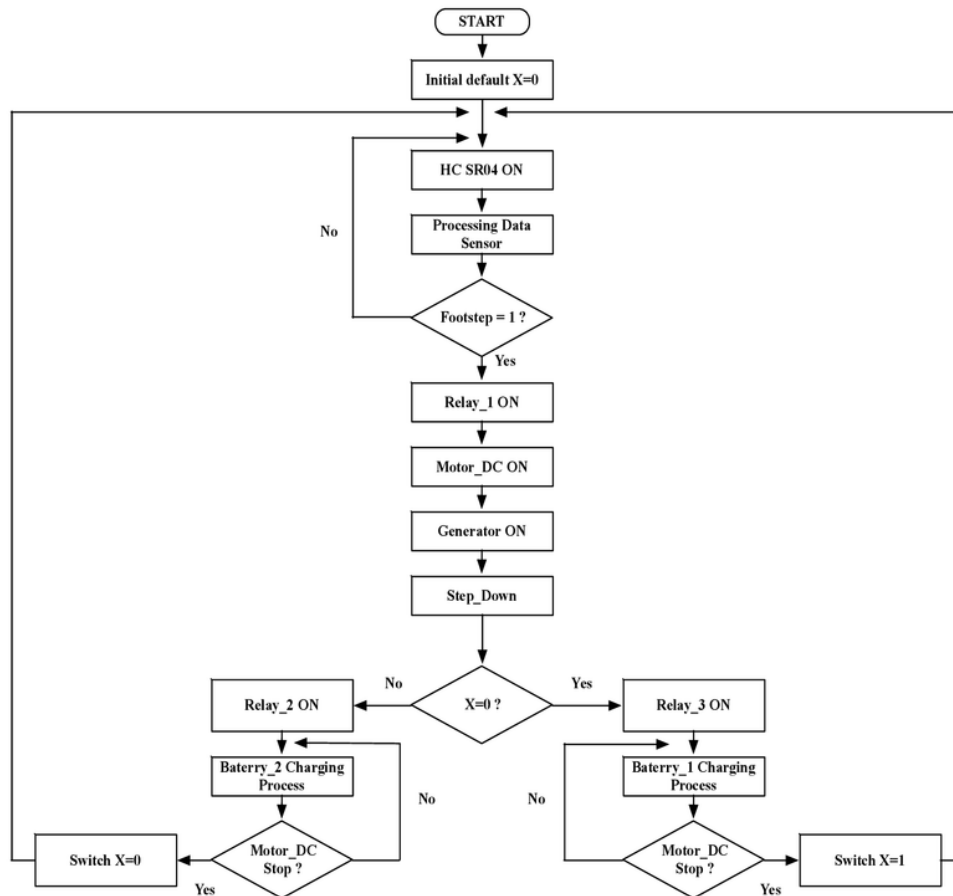 START
Initial default X=0
HC SR04 ON
No
Processing Data
Sensor
Footstep = 1 ?
Yes
Relay_1 ON
Motor_DC ON
Generator ON
Step_Down
No
Yes
Relay_2 ON
X=0 ?
Relay_3 ON
Baterry_2 Charging
Process
Baterry_1 Charging
Process
No
No
Switch X=0
Motor_DC
Stop ?
Motor_DC
Stop ?
Switch X=1
Yes
Yes